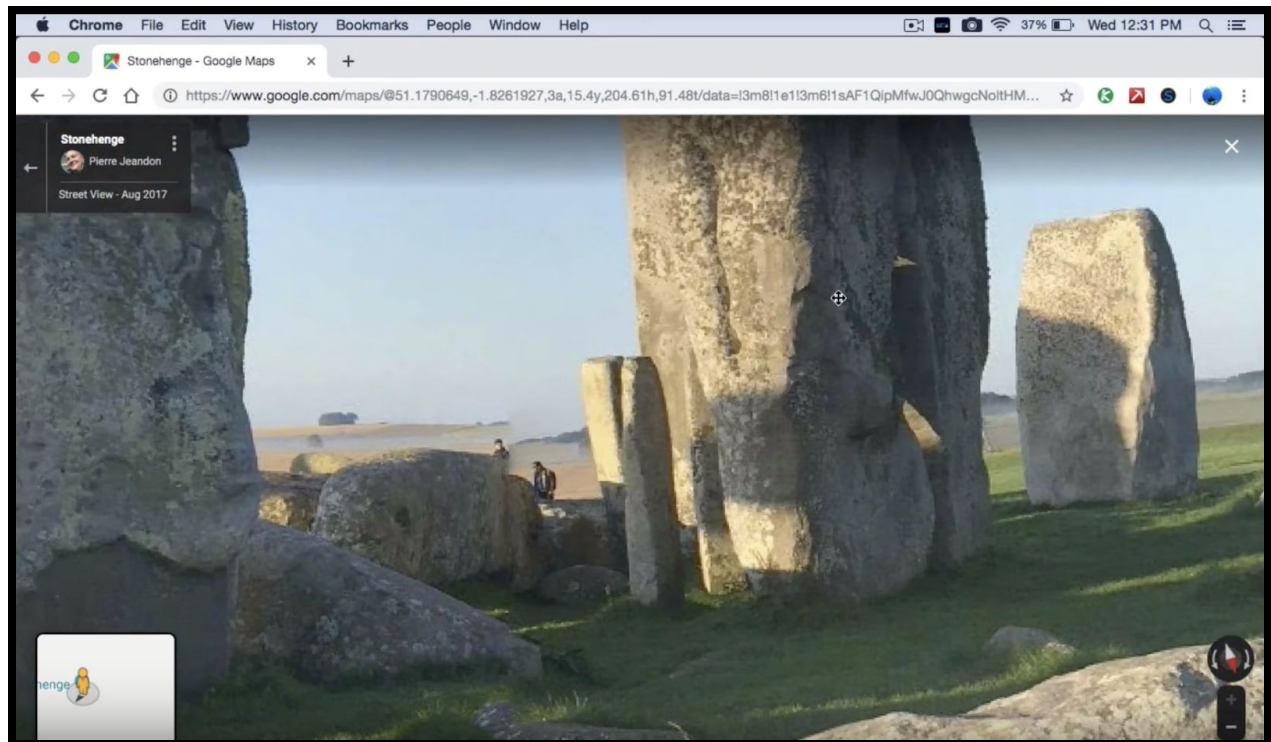 Chrome File Edit View History Bookmarks People Window Help 37% Wed 12:31 PM
Stonehenge - Google Maps
https://www.google.com/maps/@51.1790649,-1.8261927,3a,15.4y,204.61h,91.48t/data=!3m8!1e1!3m6!1sAF1QipMfwJ0QhwgcNoltHM...
Stonehenge
Pierre Jeandon
Street View - Aug 2017
henge